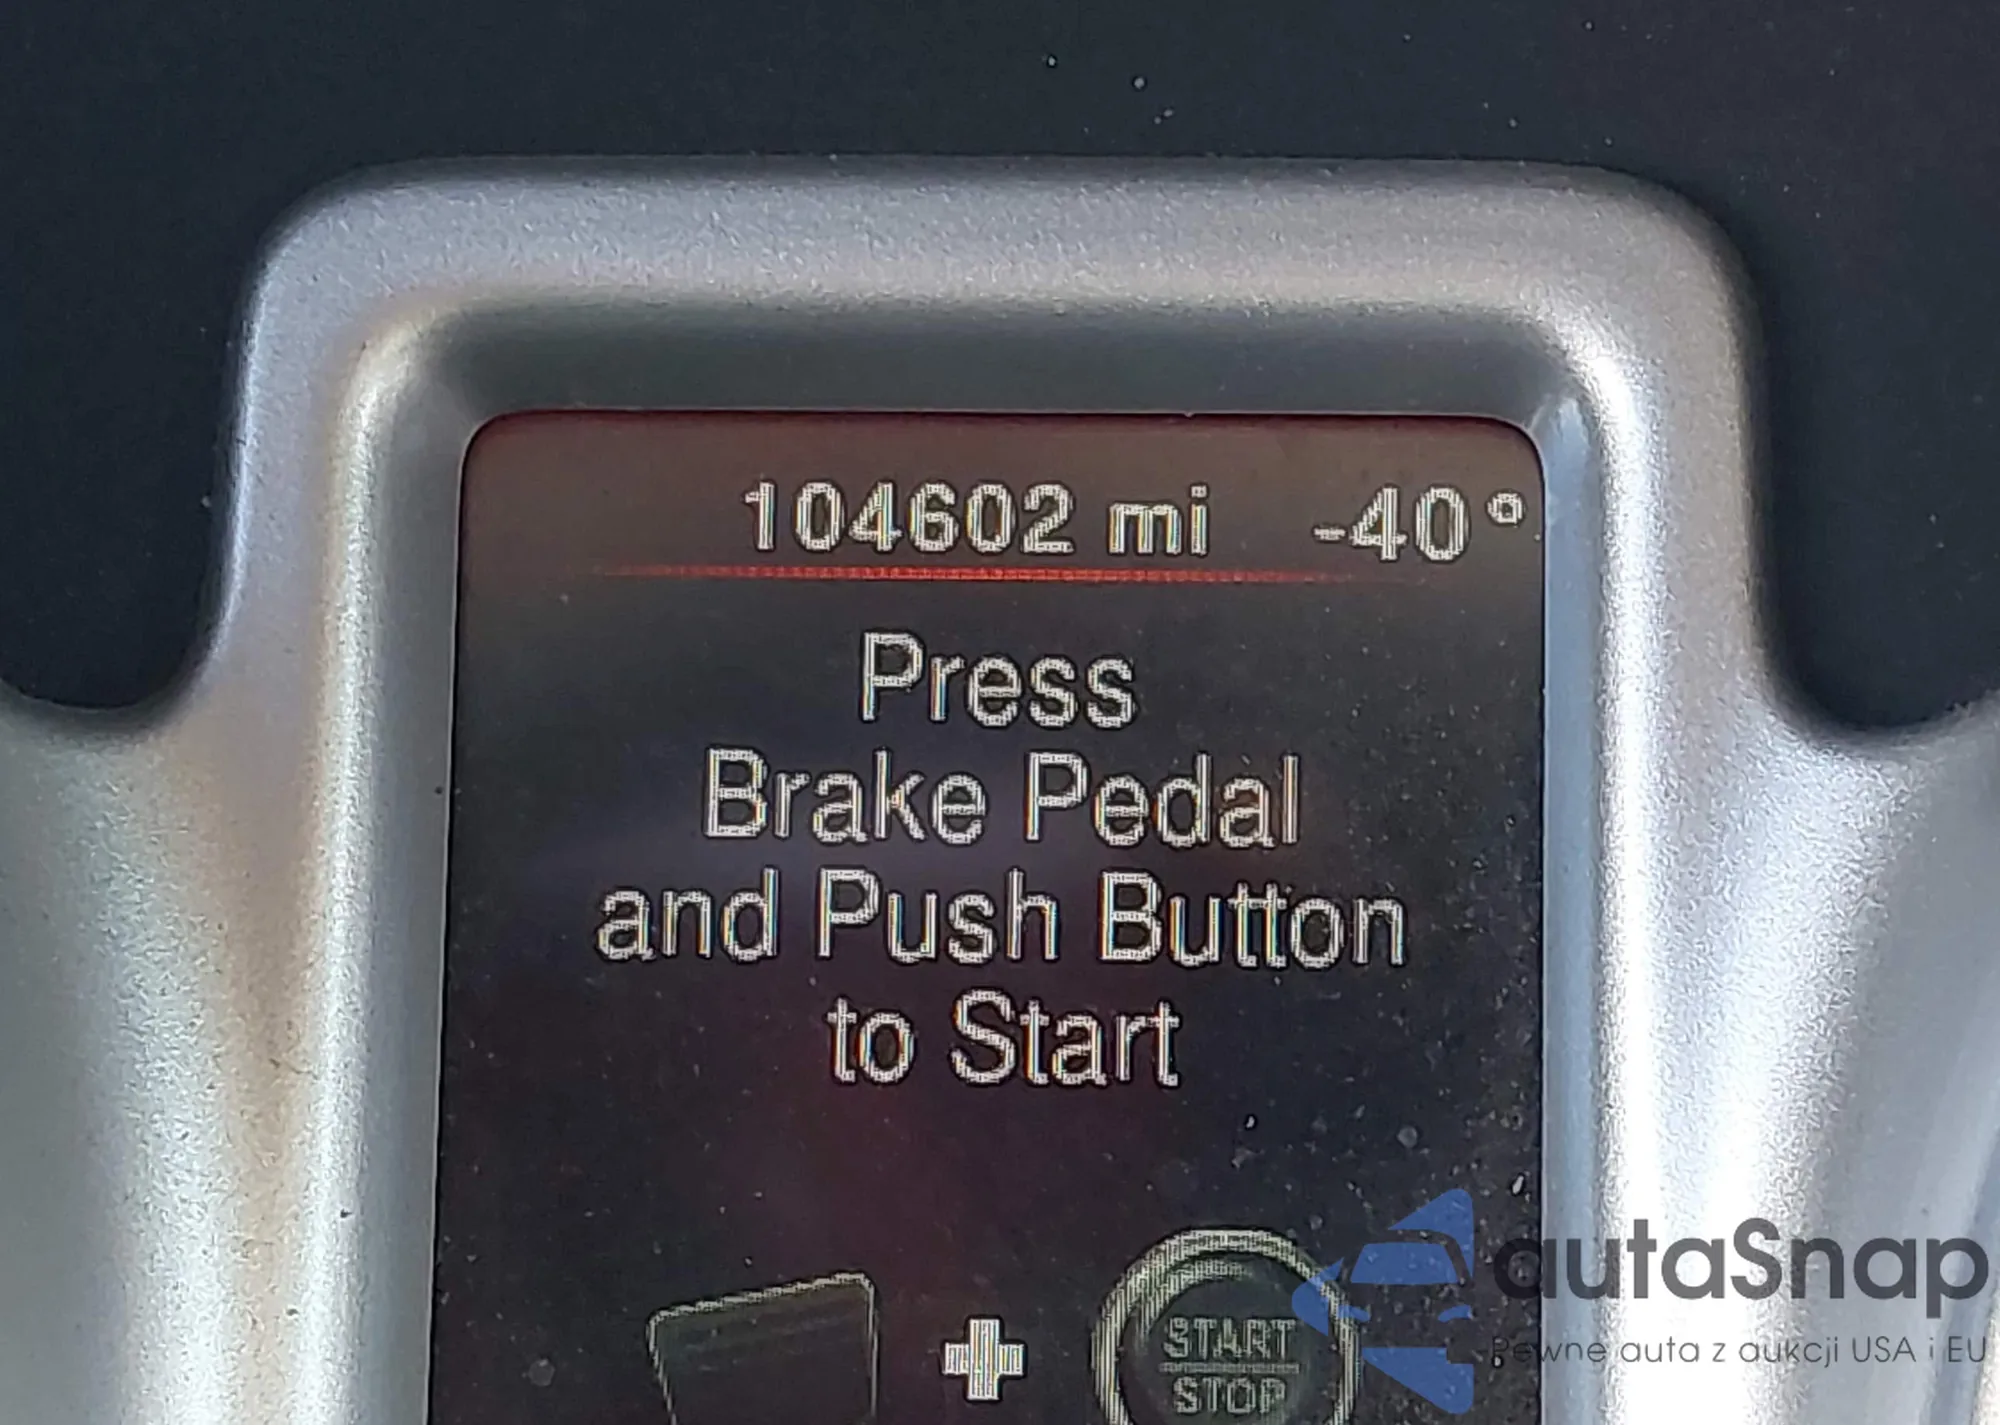 104602 mi -40°
Press
Brake Pedal
and Push Button
to Start
+
START
STOP
autaSnap
Pewne auta z aukcji USA i EU